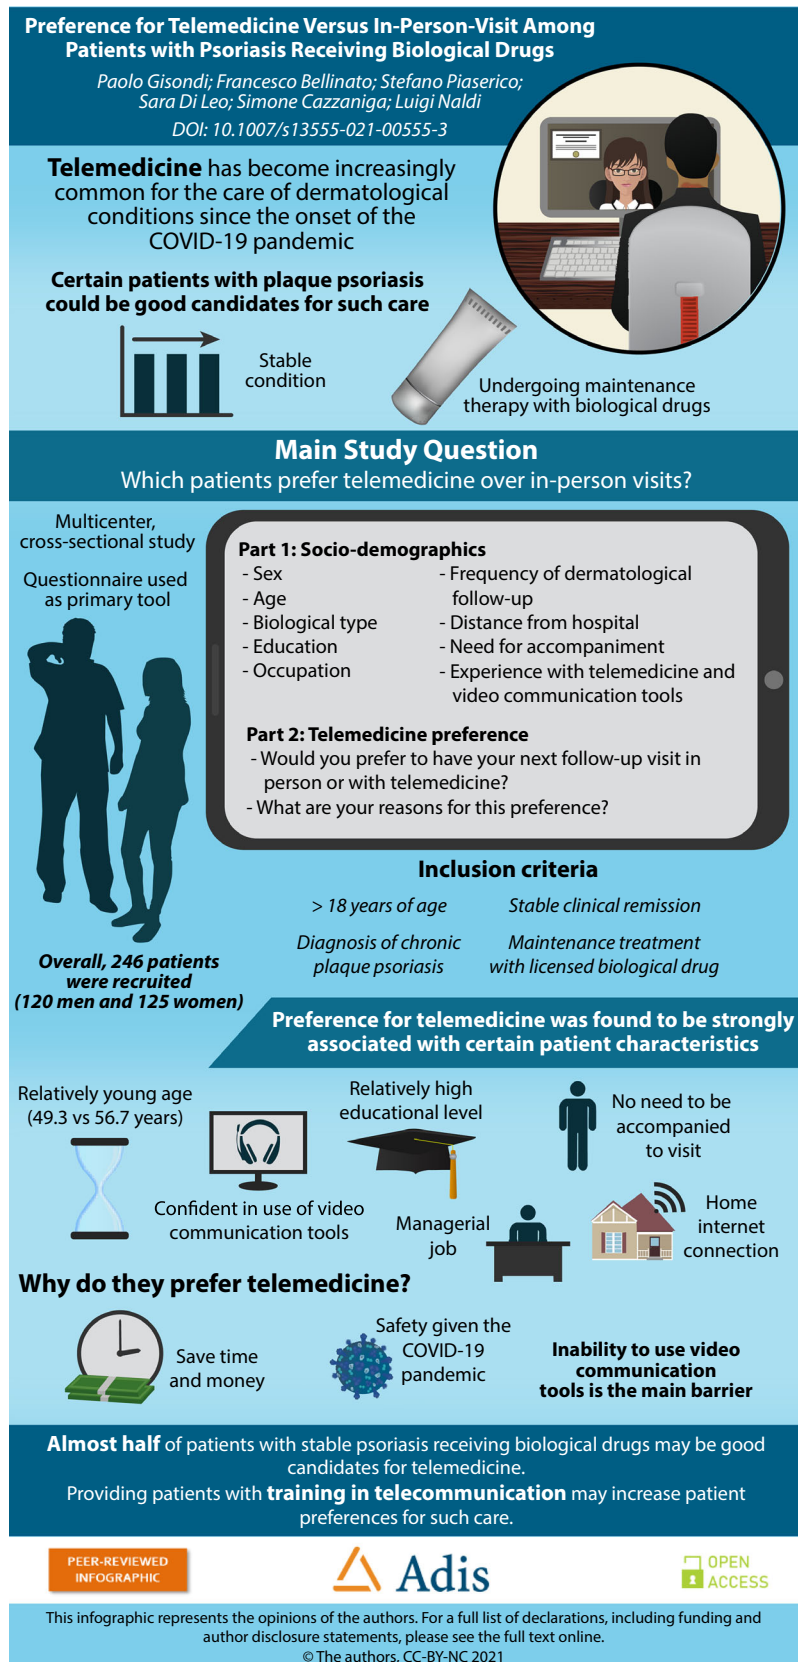 Preference for Telemedicine Versus In-Person-Visit Among
Patients with Psoriasis Receiving Biological Drugs
Paolo Gisondi; Francesco Bellinato; Stefano Piaserico;
Sara Di Leo; Simone Cazzaniga; Luigi Naldi
DOI: 10.1007/s13555-021-00555-3
Telemedicine has become increasingly
common for the care of dermatological
conditions since the onset of the
COVID-19 pandemic
Certain patients with plaque psoriasis
could be good candidates for such care
Stable
condition
Undergoing maintenance
therapy with biological drugs
Main Study Question
Which patients prefer telemedicine over in-person visits?
Multicenter,
cross-sectional study
Questionnaire used
as primary tool
Part 1: Socio-demographics
- Sex
- Age
- Biological type
- Education
- Occupation
- Frequency of dermatological
follow-up
- Distance from hospital
- Need for accompaniment
- Experience with telemedicine and
video communication tools
Part 2: Telemedicine preference
- Would you prefer to have your next follow-up visit in
person or with telemedicine?
- What are your reasons for this preference?
Overall, 246 patients
were recruited
(120 men and 125 women)
Inclusion criteria
> 18 years of age
Stable clinical remission
Diagnosis of chronic
plaque psoriasis
Maintenance treatment
with licensed biological drug
Preference for telemedicine was found to be strongly
associated with certain patient characteristics
Relatively young age
(49.3 vs 56.7 years)
Confident in use of video
communication tools
Relatively high
educational level
Managerial
job
No need to be
accompanied
to visit
Home
internet
connection
Why do they prefer telemedicine?
Save time
and money
Safety given the
COVID-19
pandemic
Inability to use video
communication
tools is the main barrier
Almost half of patients with stable psoriasis receiving biological drugs may be good
candidates for telemedicine.
Providing patients with training in telecommunication may increase patient
preferences for such care.
PEER-REVIEWED
INFOGRAPHIC
Adis
OPEN
ACCESS
This infographic represents the opinions of the authors. For a full list of declarations, including funding and
author disclosure statements, please see the full text online.
© The authors, CC-BY-NC 2021